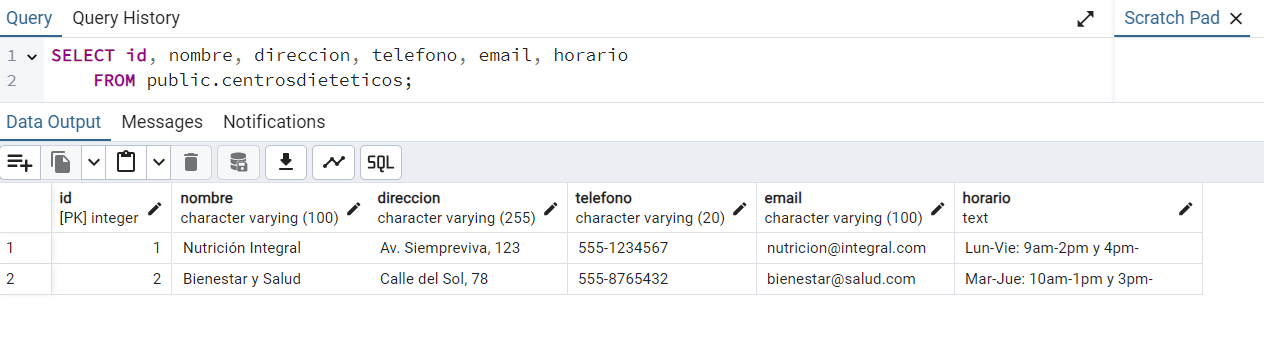 Query Query History Scratch Pad
1 SELECT id, nombre, direccion, telefono, email, horario
2 FROM public.centrosdieteticos;
Data Output Messages Notifications
SQL
id nombre direccion telefono email horario
[PK] integer character varying (100) character varying (255) character varying (20) character varying (100) text
1 1 Nutrición Integral Av. Siempreviva, 123 555-1234567 nutricion@integral.com Lun-Vie: 9am-2pm y 4pm-
2 2 Bienestar y Salud Calle del Sol, 78 555-8765432 bienestar@salud.com Mar-Jue: 10am-1pm y 3pm-